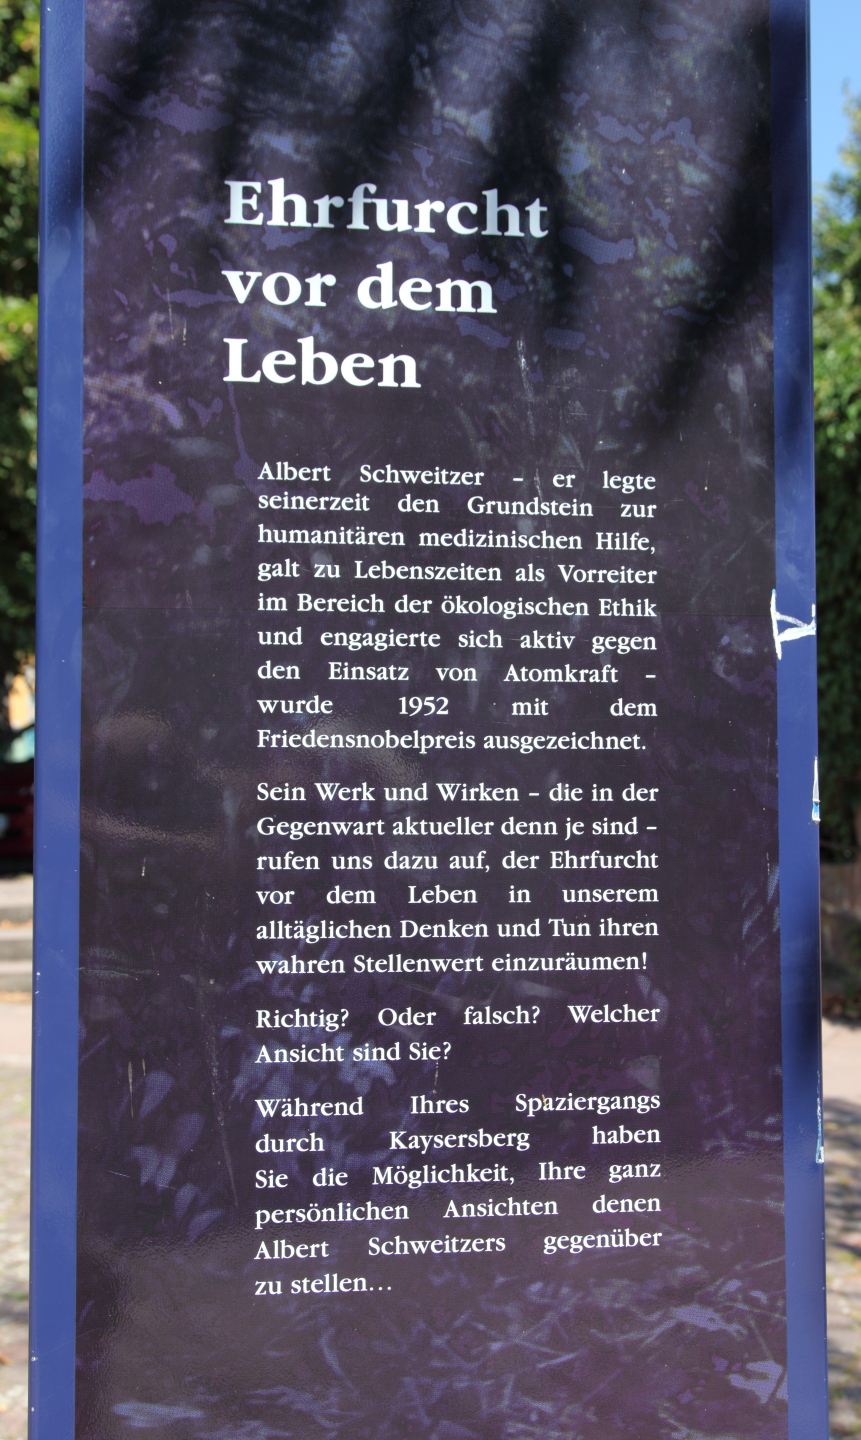 Ehrfurcht
vor dem
Leben
Albert Schweitzer – er legte
seinerzeit den Grundstein zur
humanitären medizinischen Hilfe,
galt zu Lebenszeiten als Vorreiter
im Bereich der ökologischen Ethik
und engagierte sich aktiv gegen
den Einsatz von Atomkraft –
wurde 1952 mit dem
Friedensnobelpreis ausgezeichnet.
Sein Werk und Wirken – die in der
Gegenwart aktueller denn je sind –
rufen uns dazu auf, der Ehrfurcht
vor dem Leben in unserem
alltäglichen Denken und Tun ihren
wahren Stellenwert einzuräumen!
Richtig? Oder falsch? Welcher
Ansicht sind Sie?
Während Ihres Spaziergangs
durch Kaysersberg haben
Sie die Möglichkeit, Ihre ganz
persönlichen Ansichten denen
Albert Schweitzers gegenüber
zu stellen…